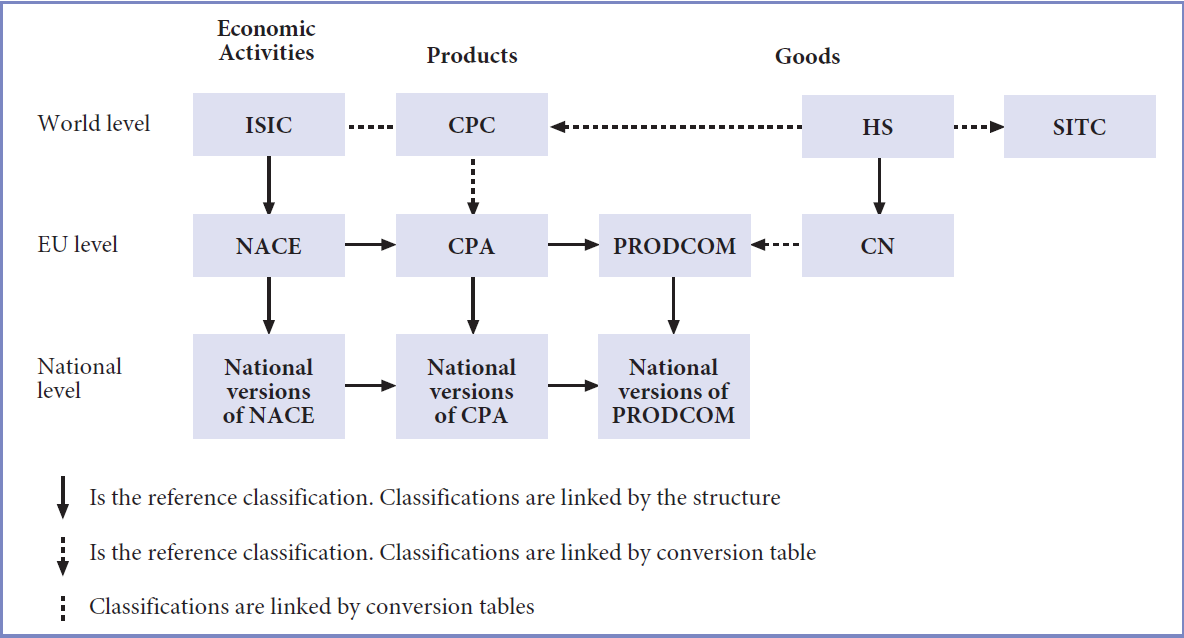 Economic
Activities
Products
Goods
World level
ISIC
CPC
HS
SITC
EU level
NACE
CPA
PRODCOM
CN
National
level
National
versions
of NACE
National
versions
of CPA
National
versions of
PRODCOM
Is the reference classification. Classifications are linked by the structure
Is the reference classification. Classifications are linked by conversion table
Classifications are linked by conversion tables